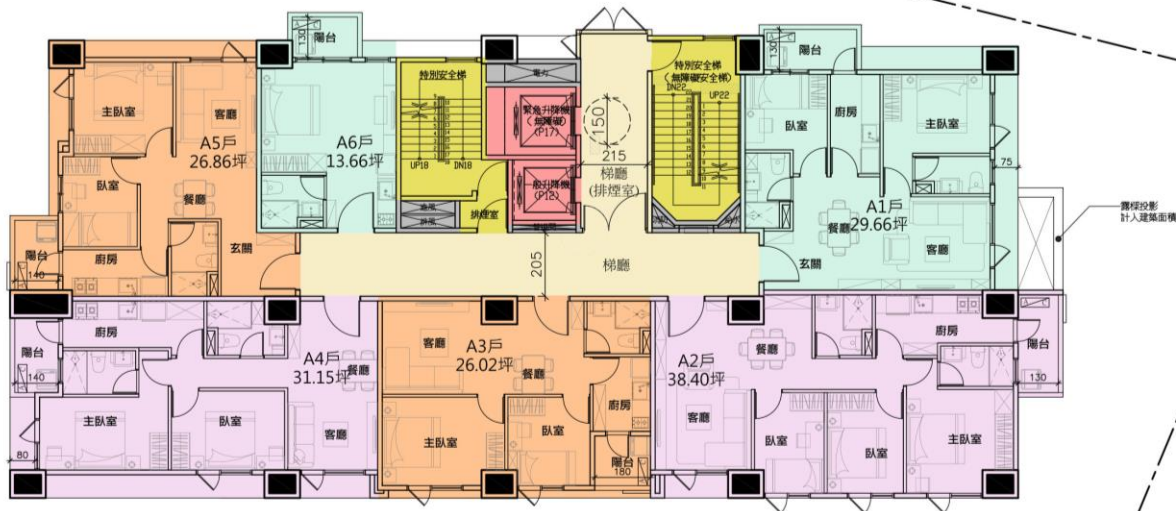 130
陽台
特別安全梯
電力
特別安全梯
(無障礙安全梯)
DN22
UP22
130
陽台
主臥室
客廳
A5戶
26.86坪
A6戶
13.66坪
緊急升降機
(無障礙)
(P17)
150
臥室
廚房
主臥室
UP18
DN18
215
梯廳
(排煙室)
75
臥室
餐廳
一般升降機
(P12)
排煙室
A1戶
29.66坪
餐廳
客廳
露樑投影
計入建築面積
陽台
140
廚房
玄關
205
梯廳
玄關
陽台
140
廚房
A4戶
31.15坪
餐廳
客廳
A3戶
26.02坪
餐廳
A2戶
38.40坪
餐廳
廚房
陽台
130
主臥室
臥室
客廳
主臥室
臥室
廚房
客廳
臥室
臥室
主臥室
80
陽台
180